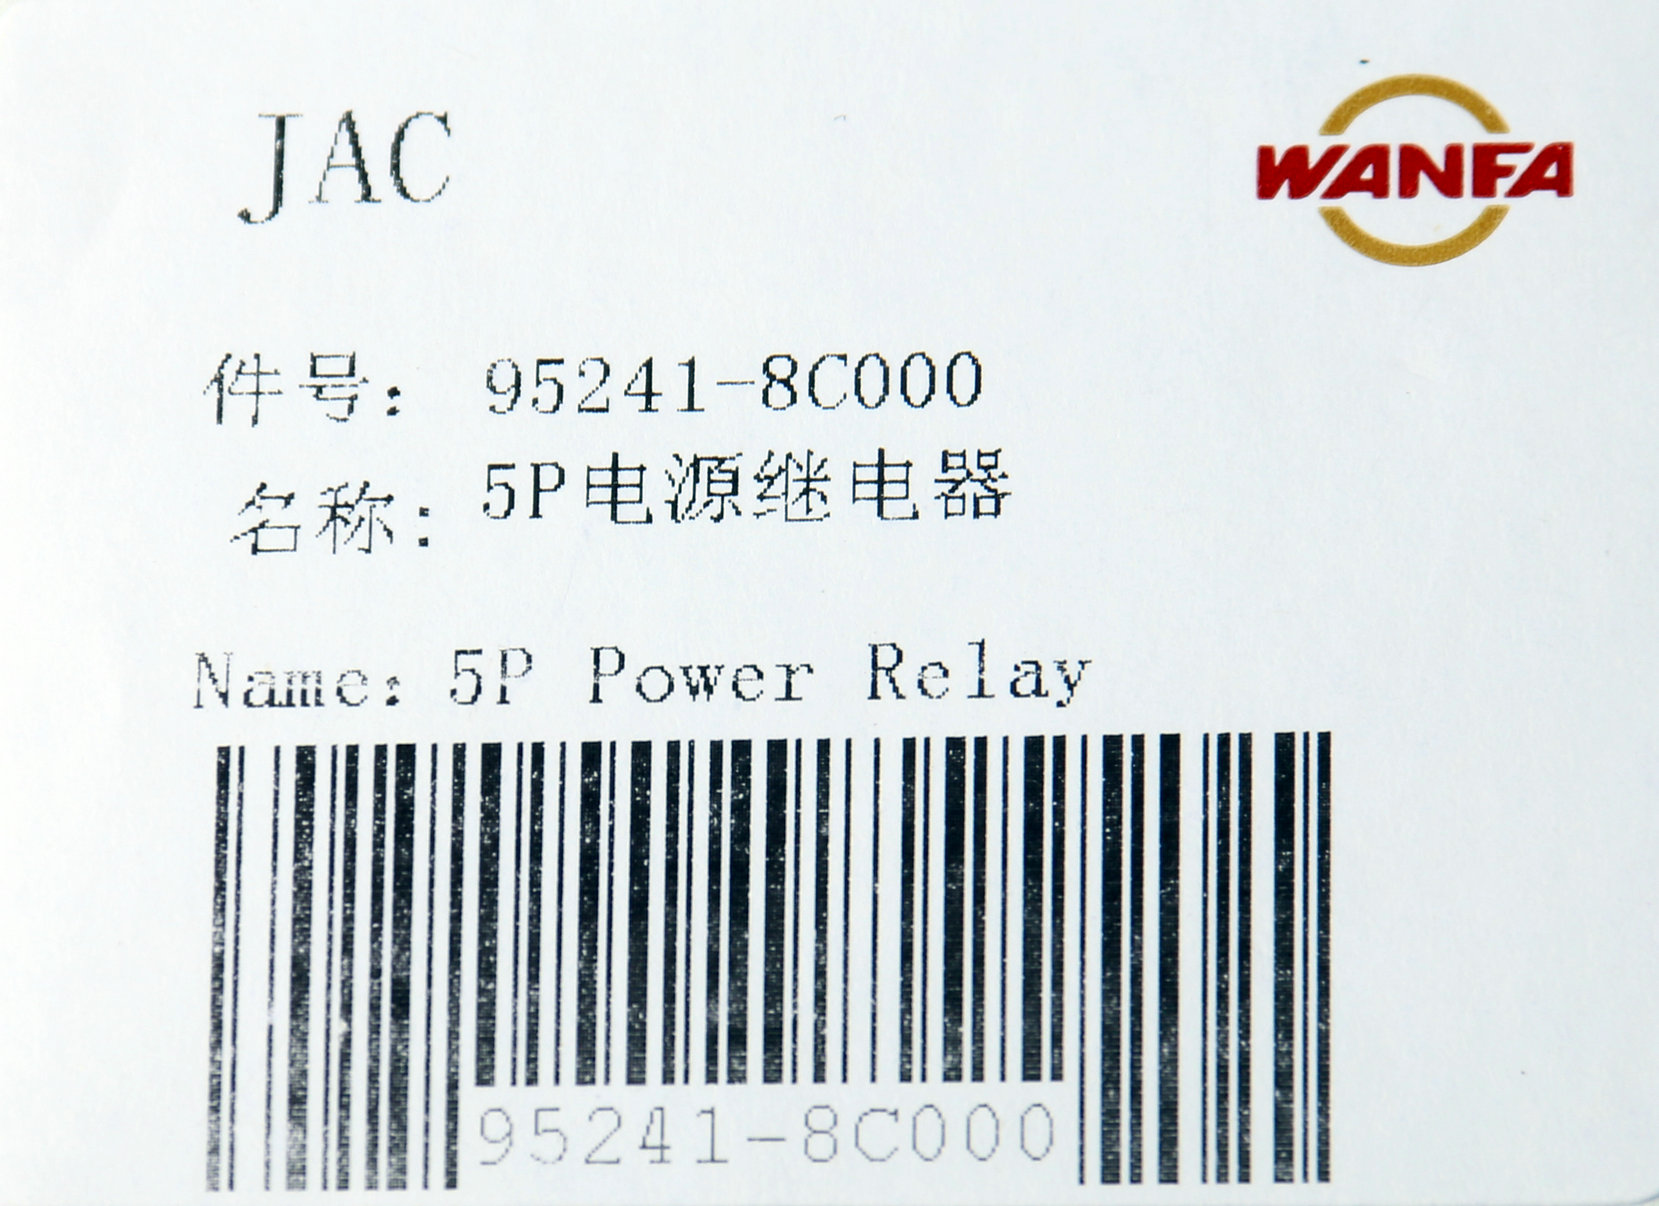 JAC
WANFA
件号： 95241-8C000
名称： 5P电源继电器
Name: 5P Power Relay
95241-8C000